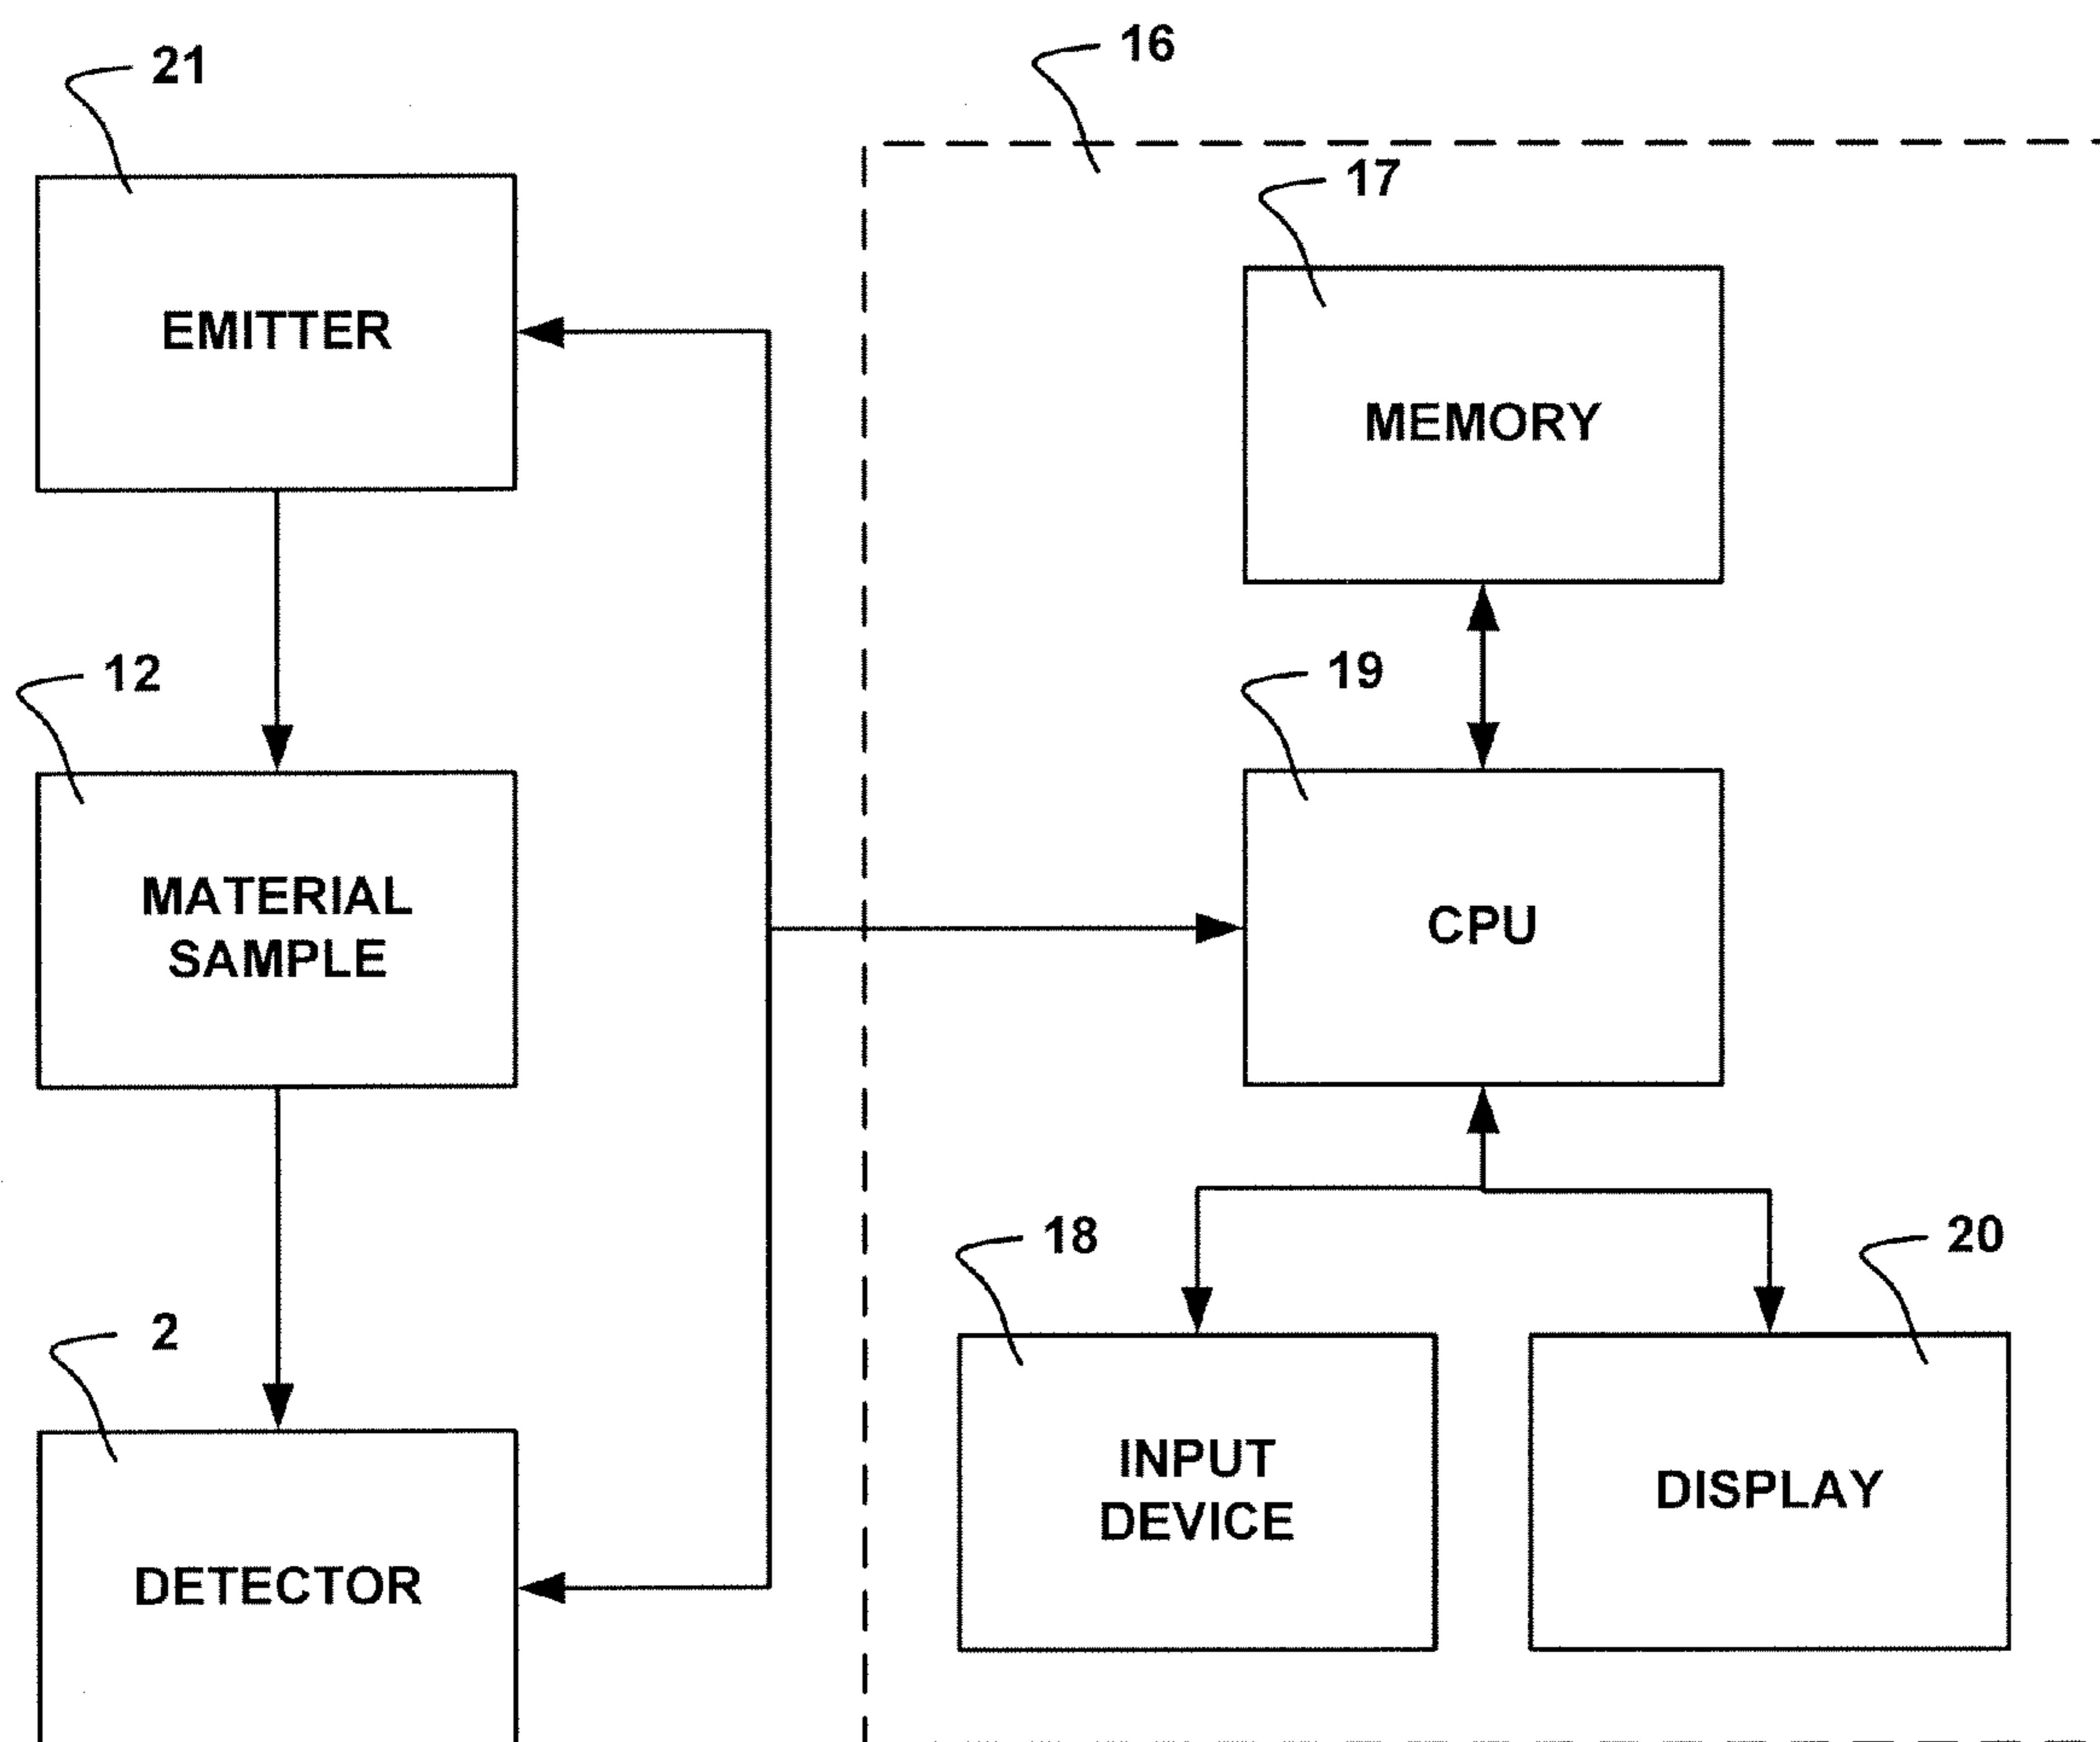 21
EMITTER
12
MATERIAL
SAMPLE
2
DETECTOR
16
17
MEMORY
19
CPU
18
INPUT
DEVICE
20
DISPLAY